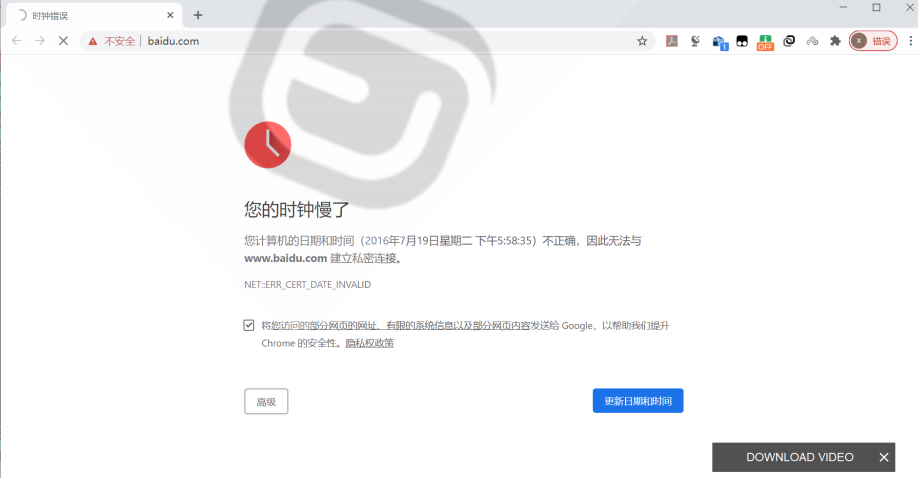 时钟错误
不安全
baidu.com
1
OFF
X
错误
您的时钟慢了
您计算机的日期和时间（2016年7月19日星期二 下午5:58:35）不正确，因此无法与
www.baidu.com 建立私密连接。
NET::ERR_CERT_DATE_INVALID
将您访问的部分网页的网址、有限的系统信息以及部分网页内容发送给 Google，以帮助我们提升
Chrome 的安全性。隐私权政策
高级
更新日期和时间
DOWNLOAD VIDEO